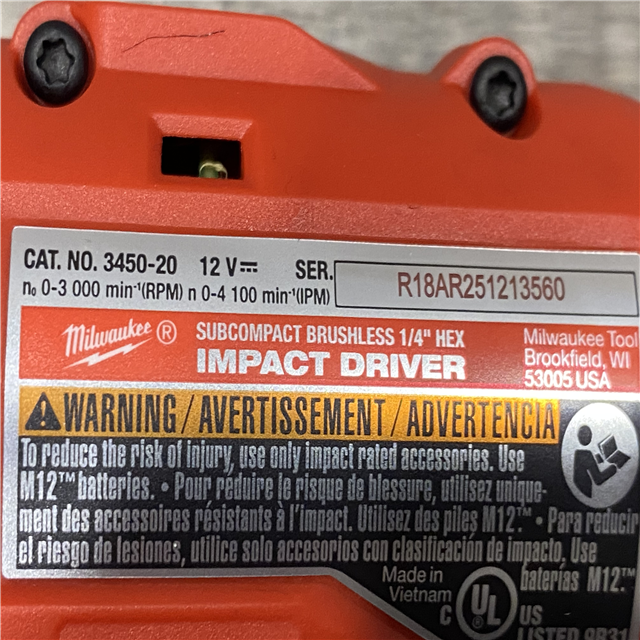 CAT. NO. 3450-20 12 V⎓ SER. R18AR251213560
n₀ 0-3 000 min⁻¹(RPM) n 0-4 100 min⁻¹(IPM)
Milwaukee® SUBCOMPACT BRUSHLESS 1/4" HEX
IMPACT DRIVER
Milwaukee Tool
Brookfield, WI
53005 USA
WARNING / AVERTISSEMENT / ADVERTENCIA
To reduce the risk of injury, use only impact rated accessories. Use
M12™ batteries. • Pour réduire le risque de blessure, utilisez unique-
ment des accessoires résistants à l'impact. Utilisez des piles M12™. • Para reducir
el riesgo de lesiones, utilice solo accesorios con clasificación de impacto. Use
baterías M12™.
Made in
Vietnam
C UL US
LISTED